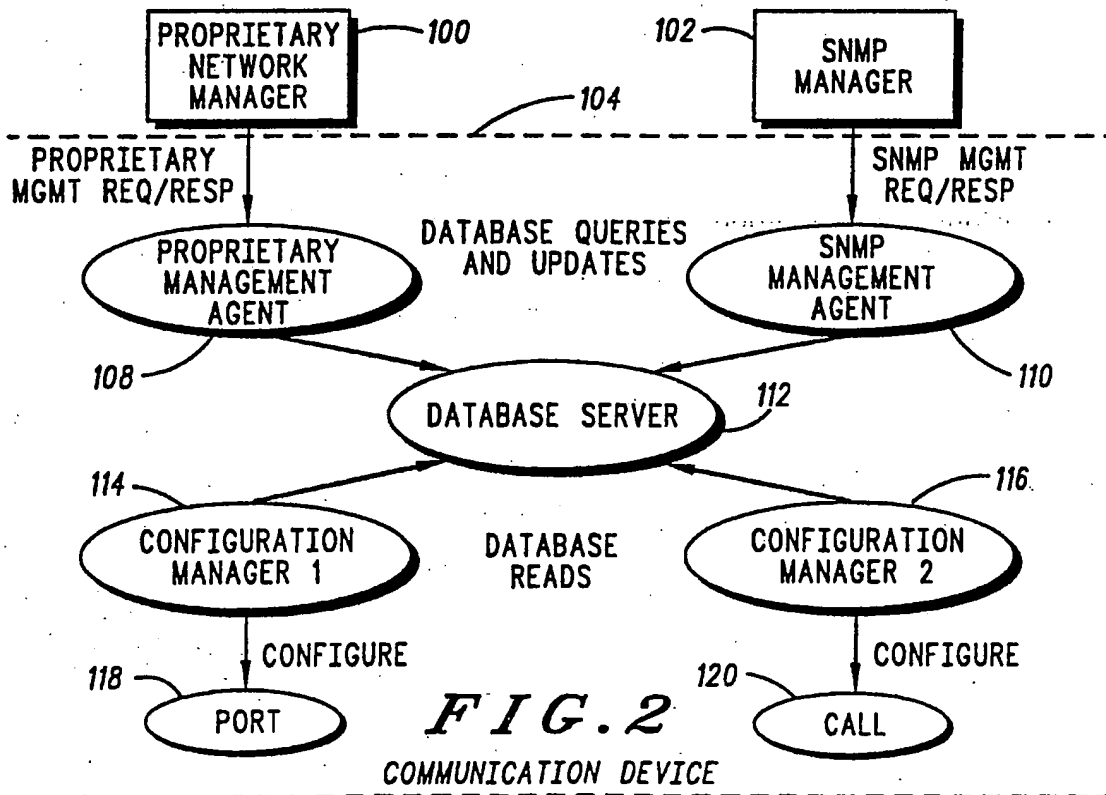 PROPRIETARY
NETWORK
MANAGER
100
102
SNMP
MANAGER
104
PROPRIETARY
MGMT REQ/RESP
SNMP MGMT
REQ/RESP
PROPRIETARY
MANAGEMENT
AGENT
DATABASE QUERIES
AND UPDATES
SNMP
MANAGEMENT
AGENT
108
110
DATABASE SERVER
112
114
116
CONFIGURATION
MANAGER 1
DATABASE
READS
CONFIGURATION
MANAGER 2
CONFIGURE
CONFIGURE
118
PORT
120
CALL
FIG.2
COMMUNICATION DEVICE